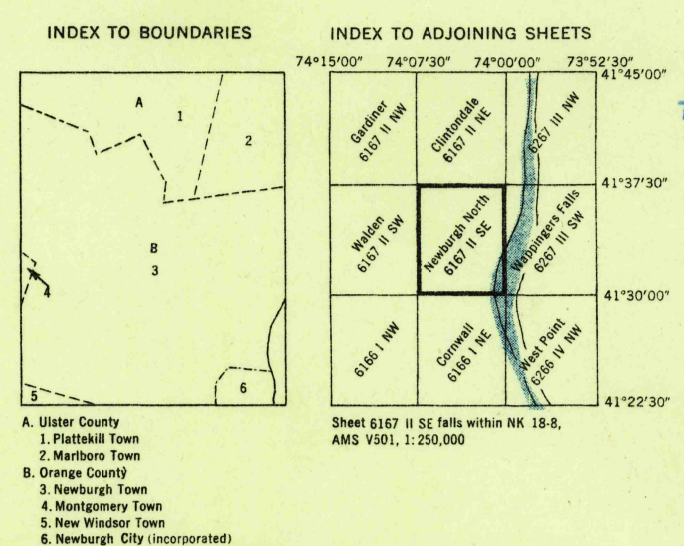 INDEX TO BOUNDARIES
A
1
2
B
3
4
5
6
A. Ulster County
1. Plattekill Town
2. Marlboro Town
B. Orange County
3. Newburgh Town
4. Montgomery Town
5. New Windsor Town
6. Newburgh City (incorporated)
INDEX TO ADJOINING SHEETS
74°15'00" 74°07'30" 74°00'00" 73°52'30"
41°45'00"
Gardiner
6167 II NW
Clintondale
6167 II NE
6267 III NW
41°37'30"
Walden
6167 II SW
Newburgh North
6167 II SE
Wappingers Falls
6267 III SW
41°30'00"
6166 I NW
Cornwall
6166 I NE
West Point
6266 IV NW
41°22'30"
Sheet 6167 II SE falls within NK 18-8,
AMS V501, 1:250,000